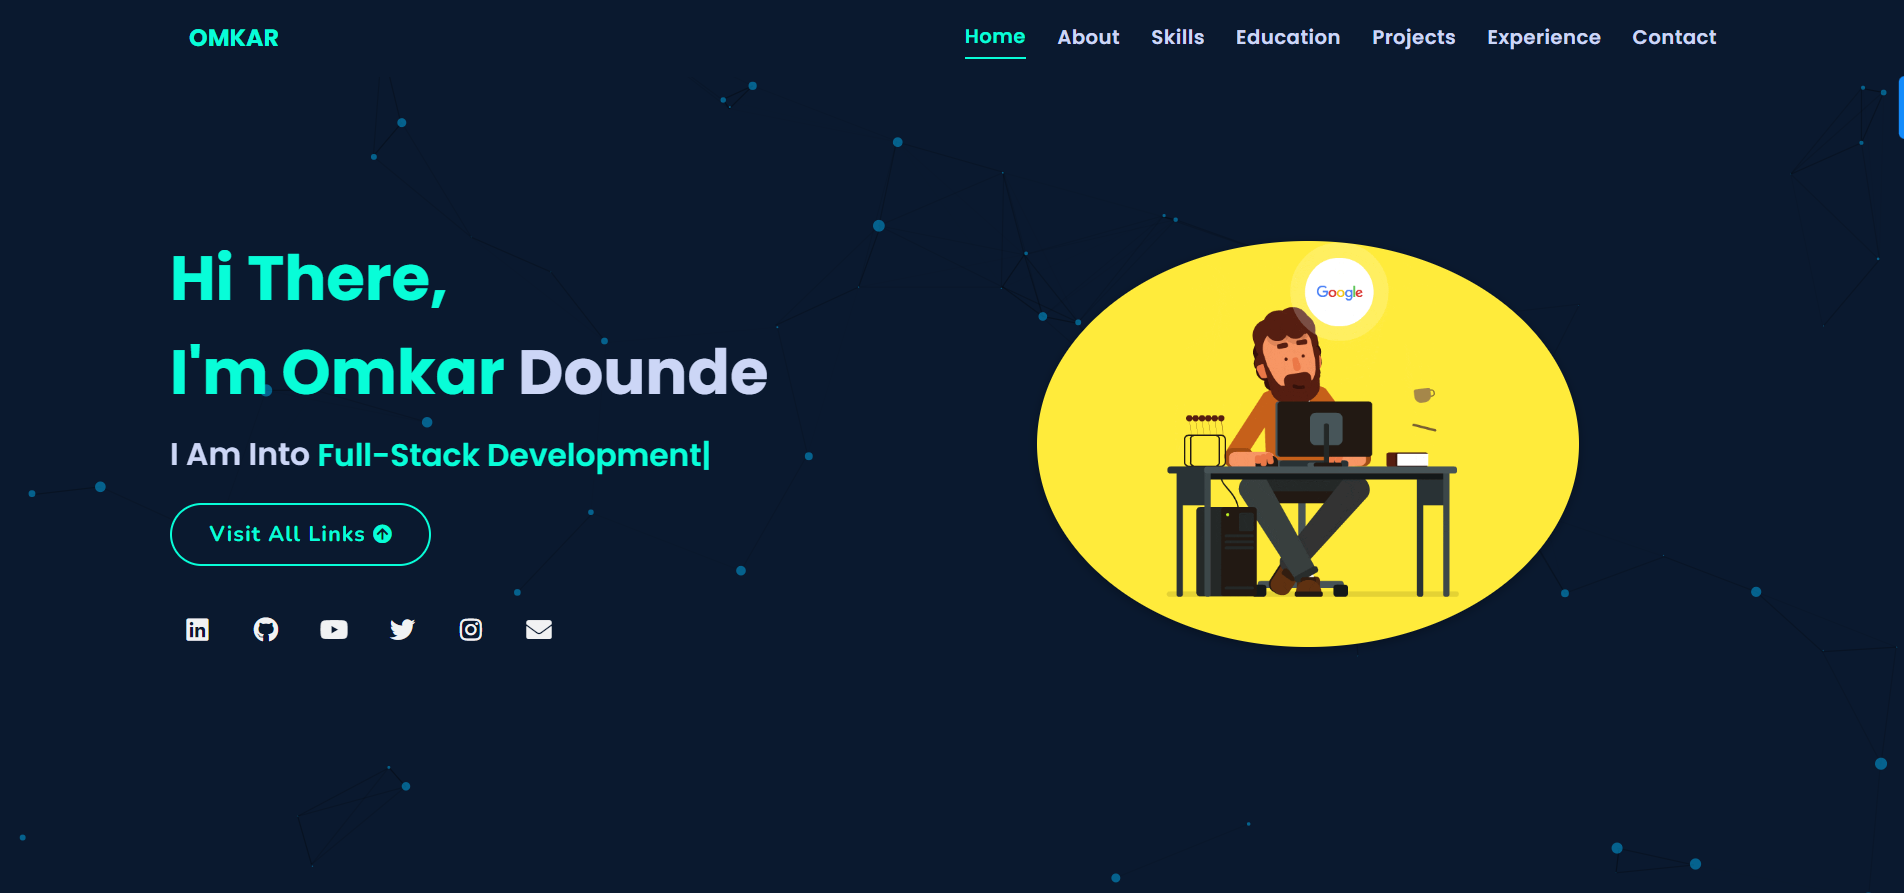 OMKAR
Home About Skills Education Projects Experience Contact
Hi There,
I'm Omkar Dounde
I Am Into Full-Stack Development|
Visit All Links
Google